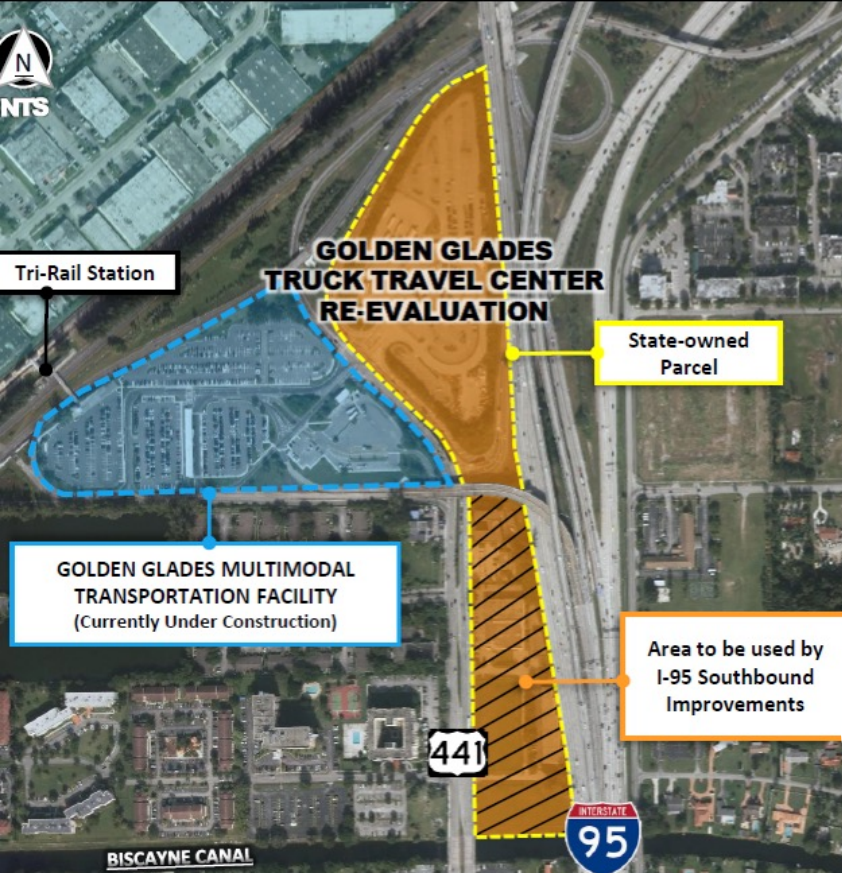 N
NTS
Tri-Rail Station
GOLDEN GLADES
TRUCK TRAVEL CENTER
RE-EVALUATION
State-owned
Parcel
GOLDEN GLADES MULTIMODAL
TRANSPORTATION FACILITY
(Currently Under Construction)
Area to be used by
I-95 Southbound
Improvements
441
INTERSTATE
95
BISCAYNE CANAL